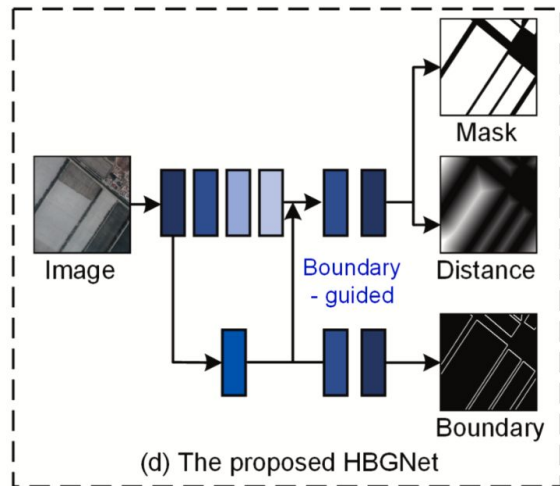 Mask
Image
Boundary
- guided
Distance
Boundary
(d) The proposed HBGNet